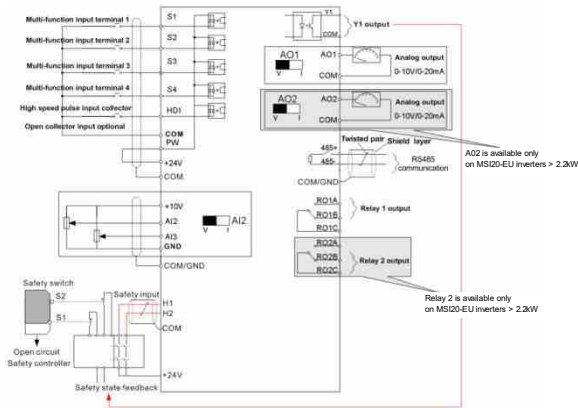 Multi-function input terminal 1
S1
Multi-function input terminal 2
S2
Multi-function input terminal 3
S3
Multi-function input terminal 4
S4
High speed pulse input collector
HD1
Open collector input optional
COM
PW
+24V
COM
Y1
COM
Y1 output
AO1
V I
AO1
COM
Analog output
0-10V/0-20mA
AO2
V I
AO2
COM
Analog output
0-10V/0-20mA
A02 is available only
on MSI20-EU inverters > 2.2kW
Twisted pair
Shield layer
485+
485-
COM/GND
RS485
communication
+10V
AI2
AI3
GND
COM/GND
AI2
V I
RO1A
RO1B
RO1C
Relay 1 output
RO2A
RO2B
RO2C
Relay 2 output
Relay 2 is available only
on MSI20-EU inverters > 2.2kW
Safety switch
S2
S1
Open circuit
Safety controller
Safety input
H1
H2
COM
+24V
Safety state feedback